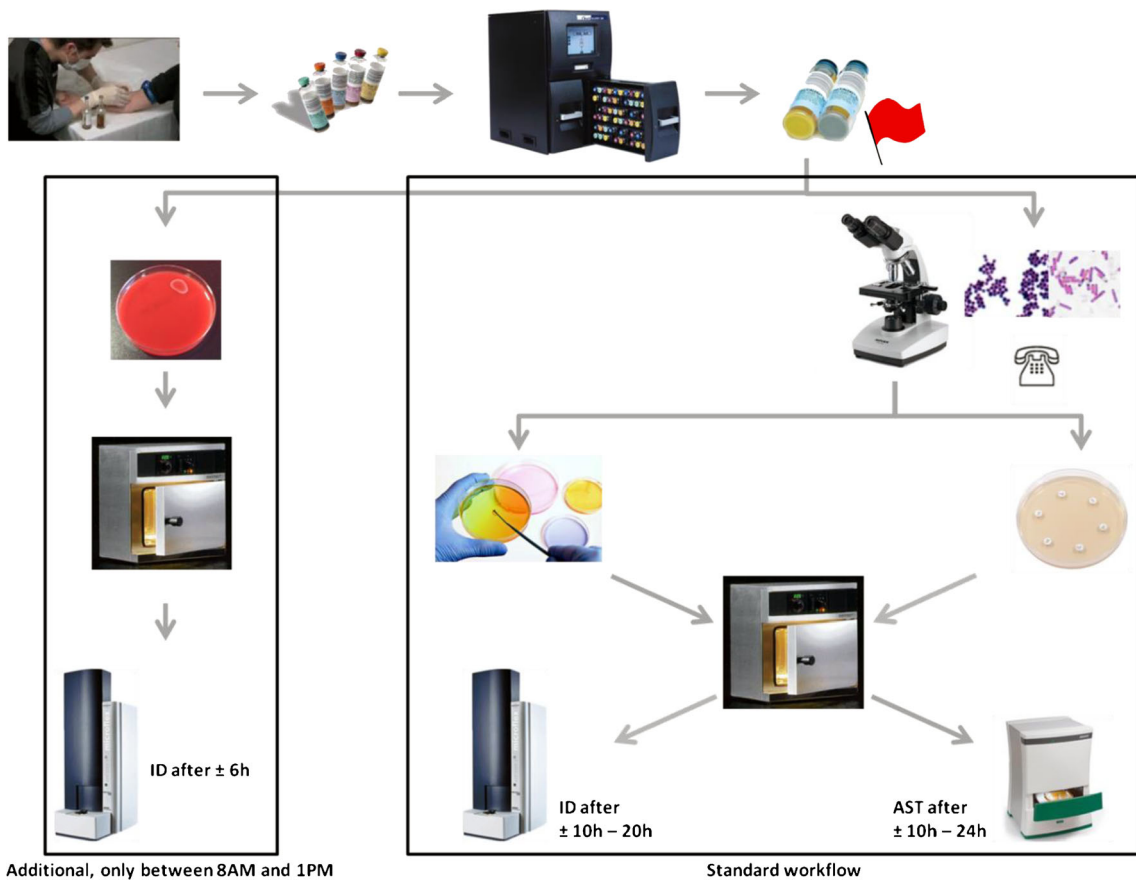 ID after ± 6h
ID after
± 10h – 20h
AST after
± 10h – 24h
Additional, only between 8AM and 1PM
Standard workflow